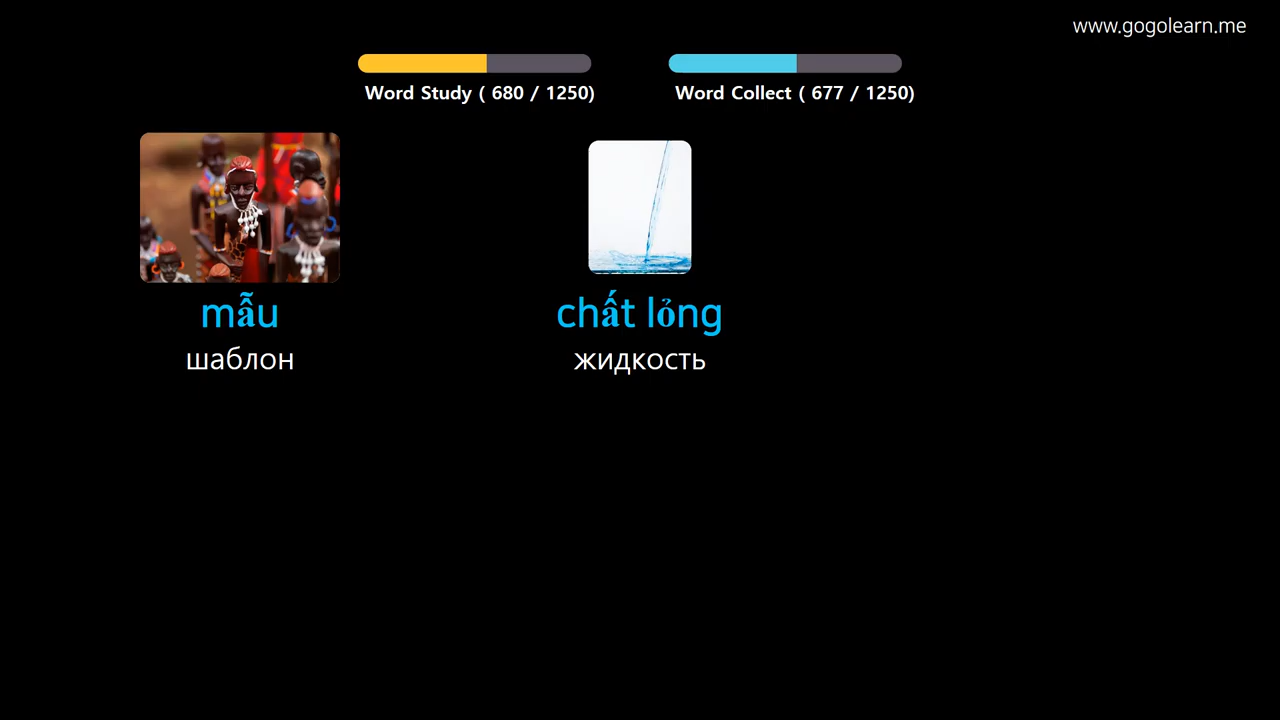 www.gogolearn.me
Word Study ( 680 / 1250)
Word Collect ( 677 / 1250)
mẫu
chất lỏng
шаблон
жидкость